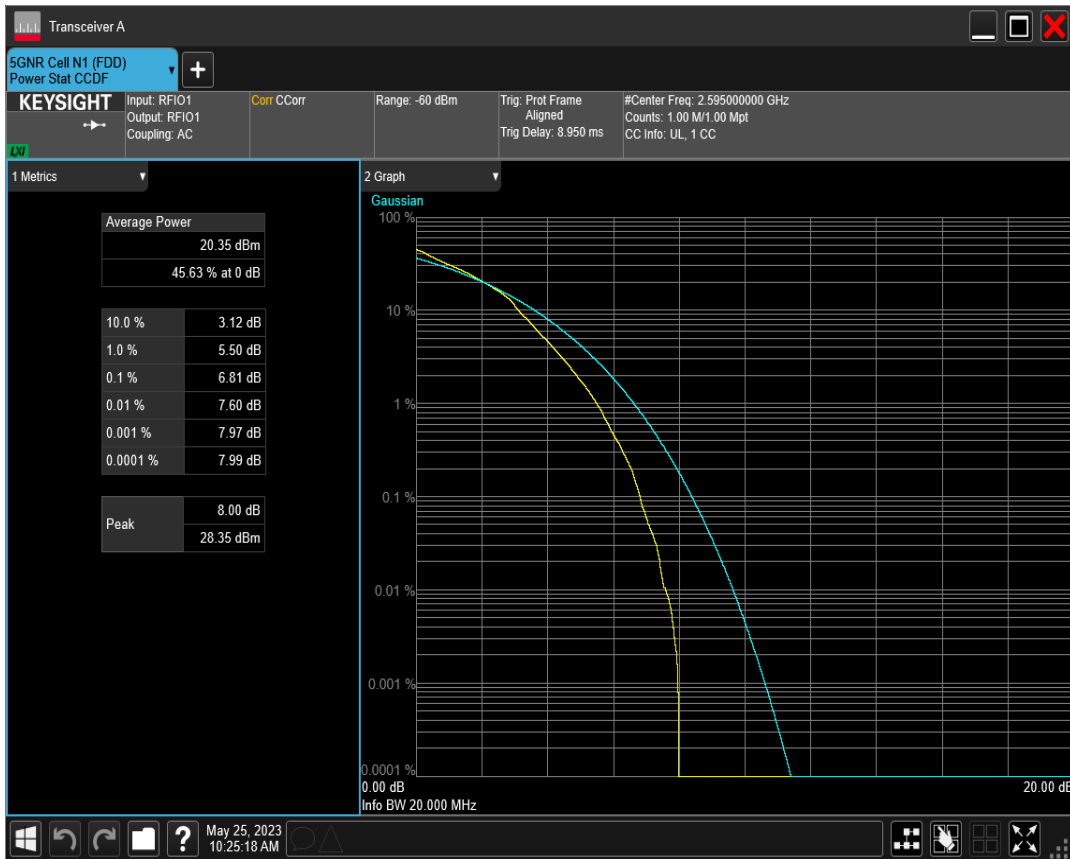 Transceiver A
5GNR Cell N1 (FDD)
Power Stat CCDF
+
KEYSIGHT
LXI
Input: RFIO1
Output: RFIO1
Coupling: AC
Corr CCorr
Range: -60 dBm
Trig: Prot Frame
Aligned
Trig Delay: 8.950 ms
#Center Freq: 2.595000000 GHz
Counts: 1.00 M/1.00 Mpt
CC Info: UL, 1 CC
1 Metrics
Average Power
20.35 dBm
45.63 % at 0 dB
10.0 % 3.12 dB
1.0 % 5.50 dB
0.1 % 6.81 dB
0.01 % 7.60 dB
0.001 % 7.97 dB
0.0001 % 7.99 dB
Peak
8.00 dB
28.35 dBm
2 Graph
Gaussian
100 %
10 %
1 %
0.1 %
0.01 %
0.001 %
0.0001 %
0.00 dB 20.00 dB
Info BW 20.000 MHz
?
May 25, 2023
10:25:18 AM